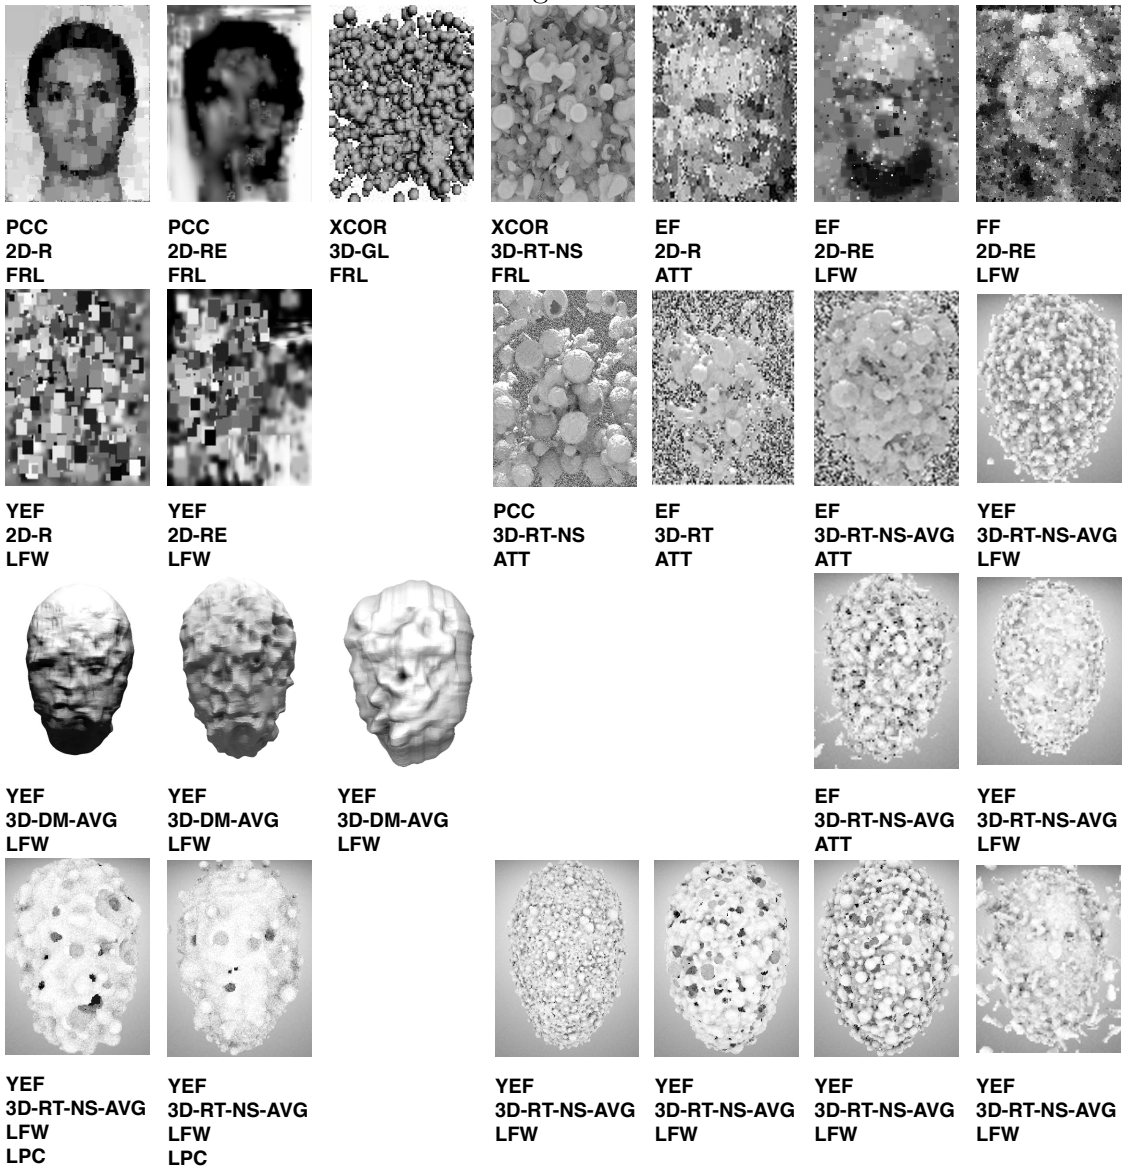 PCC
2D-R
FRL
PCC
2D-RE
FRL
XCOR
3D-GL
FRL
XCOR
3D-RT-NS
FRL
EF
2D-R
ATT
EF
2D-RE
LFW
FF
2D-RE
LFW
YEF
2D-R
LFW
YEF
2D-RE
LFW
PCC
3D-RT-NS
ATT
EF
3D-RT
ATT
EF
3D-RT-NS-AVG
ATT
YEF
3D-RT-NS-AVG
LFW
YEF
3D-DM-AVG
LFW
YEF
3D-DM-AVG
LFW
YEF
3D-DM-AVG
LFW
EF
3D-RT-NS-AVG
ATT
YEF
3D-RT-NS-AVG
LFW
YEF
3D-RT-NS-AVG
LFW
LPC
YEF
3D-RT-NS-AVG
LFW
LPC
YEF
3D-RT-NS-AVG
LFW
YEF
3D-RT-NS-AVG
LFW
YEF
3D-RT-NS-AVG
LFW
YEF
3D-RT-NS-AVG
LFW